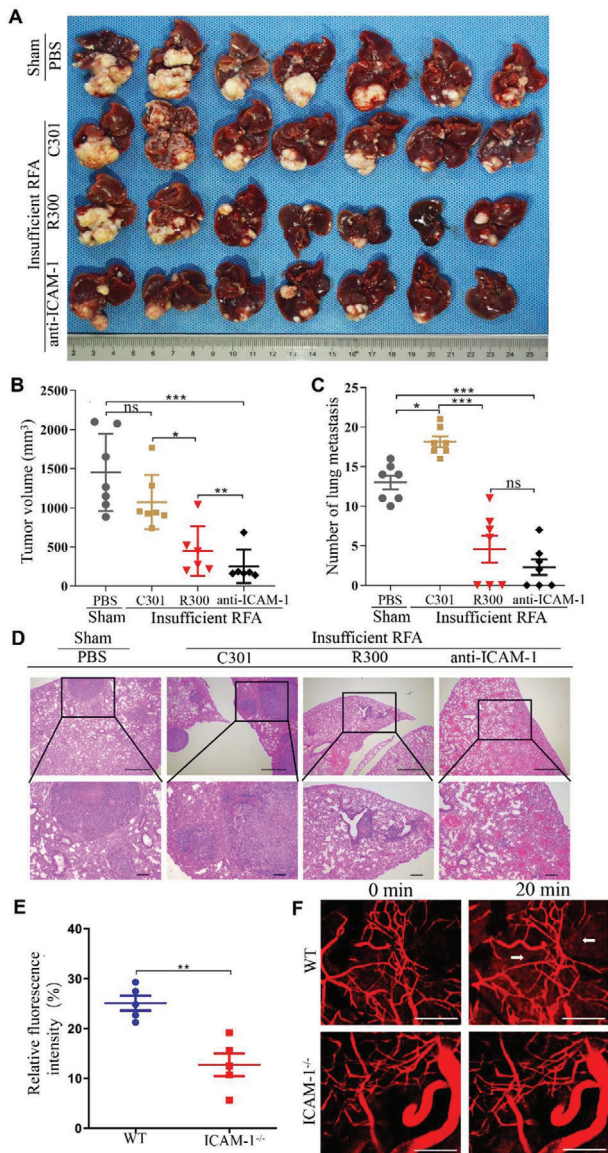 A
Sham
PBS
Insufficient RFA
C301
R300
anti-ICAM-1
2 3 4 5 6 7 8 9 10 11 12 13 14 15 16 17 18 19 20 21 22 23 24 25
B
Tumor volume (mm³)
2500
2000
1500
1000
500
0
***
ns
*
**
PBS C301 R300 anti-ICAM-1
Sham Insufficient RFA
C
Number of lung metastasis
25
20
15
10
5
0
***
* ***
ns
PBS C301 R300 anti-ICAM-1
Sham Insufficient RFA
D
Sham Insufficient RFA
PBS C301 R300 anti-ICAM-1
E
Relative fluorescence
intensity (%)
40
30
20
10
0
**
WT ICAM-1⁻/⁻
F
0 min 20 min
WT
ICAM-1⁻/⁻